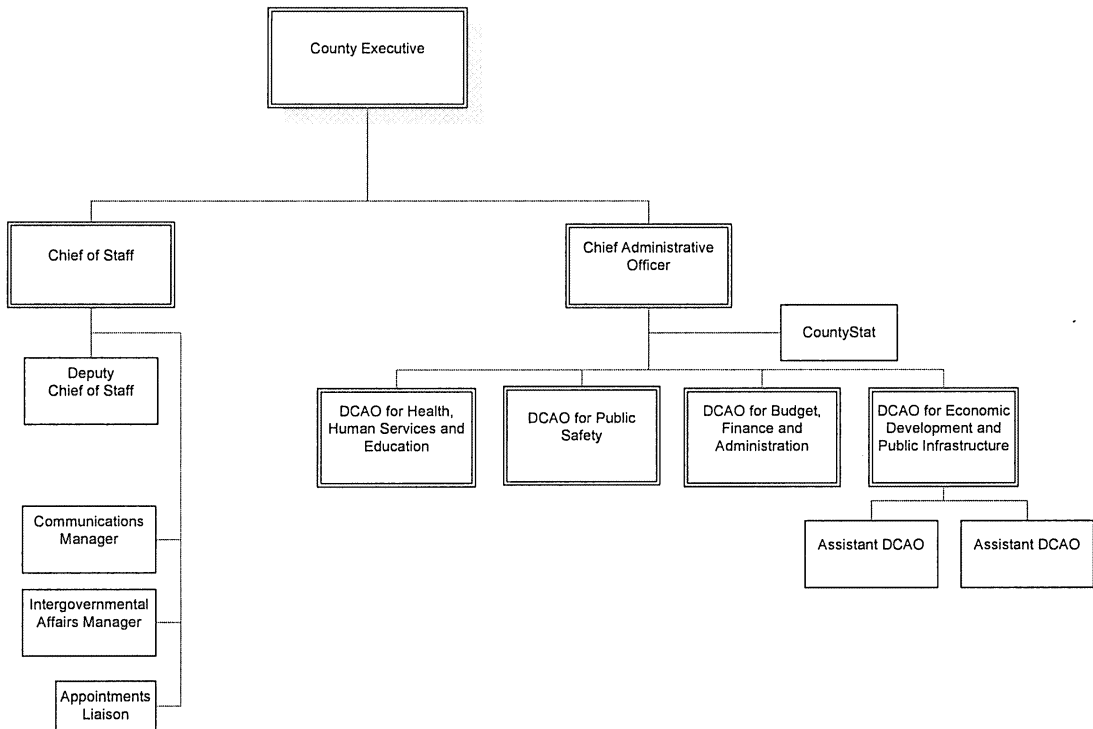 County Executive
Chief of Staff
Chief Administrative
Officer
CountyStat
Deputy
Chief of Staff
DCAO for Health,
Human Services and
Education
DCAO for Public
Safety
DCAO for Budget,
Finance and
Administration
DCAO for Economic
Development and
Public Infrastructure
Communications
Manager
Assistant DCAO
Assistant DCAO
Intergovernmental
Affairs Manager
Appointments
Liaison